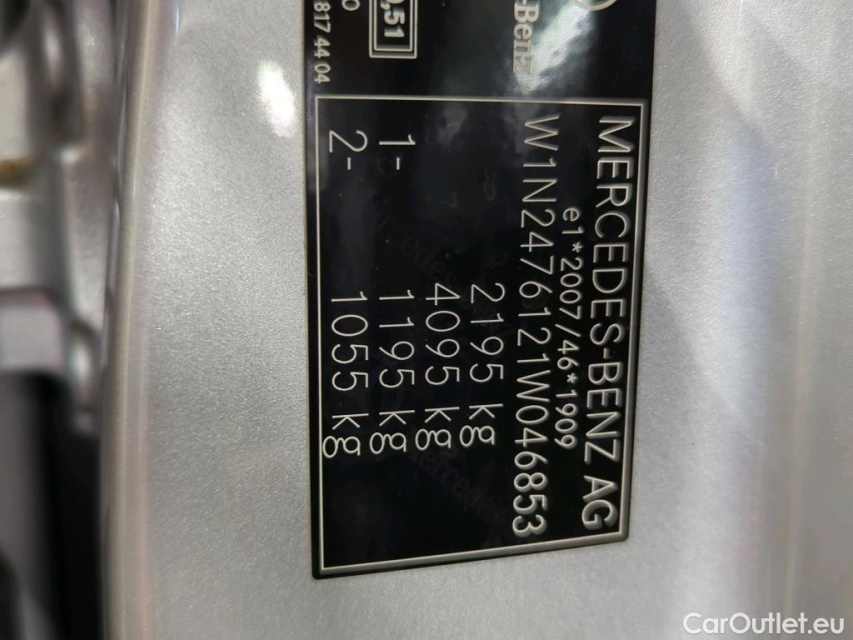 -Benz
0,51
817 44 04
MERCEDES-BENZ AG
e1*2007/46*1909
W1N2476121W046853
2195 kg
4095 kg
1- 1195 kg
2- 1055 kg
CarOutlet.eu